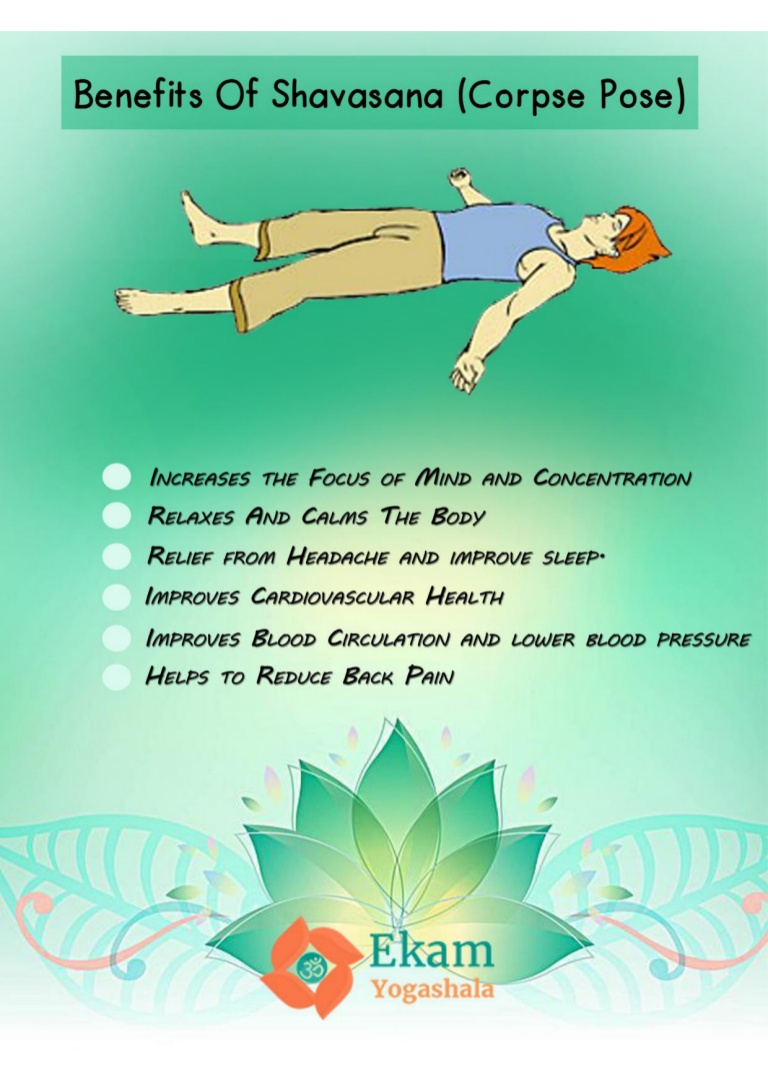 Benefits Of Shavasana (Corpse Pose)
Increases the Focus of Mind and Concentration
Relaxes And Calms The Body
Relief from Headache and improve sleep.
Improves Cardiovascular Health
Improves Blood Circulation and lower blood pressure
Helps to Reduce Back Pain
ॐ
Ekam
Yogashala